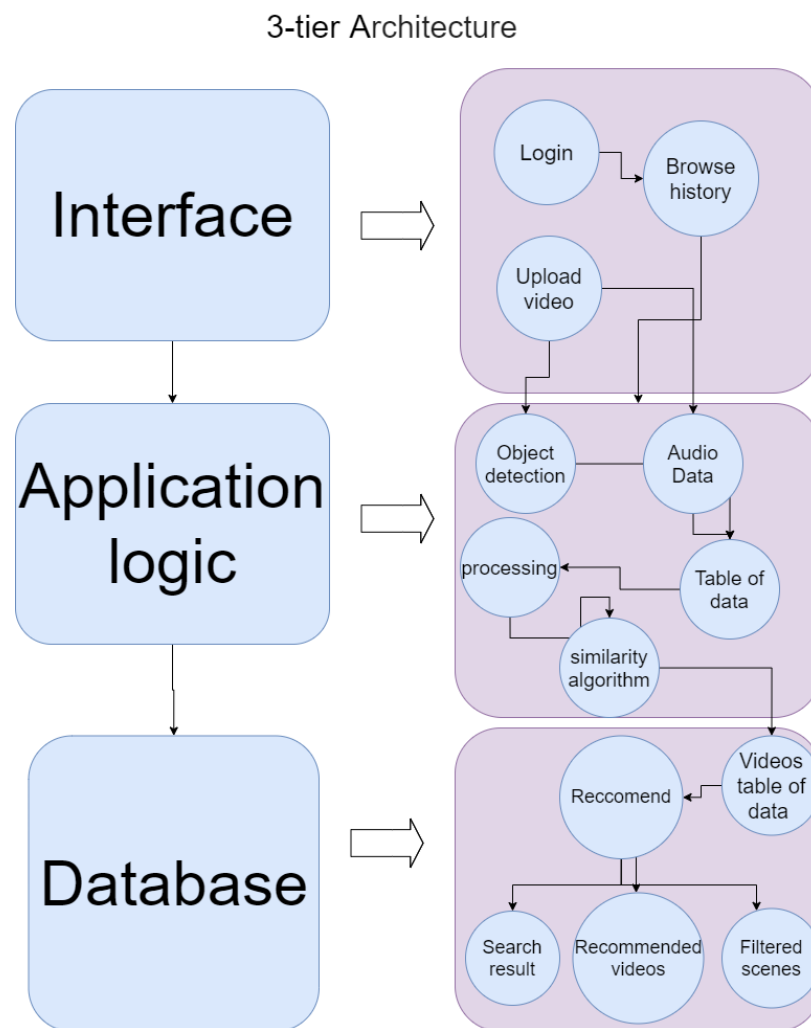 3-tier Architecture
Interface
Login
Browse
history
Upload
video
Application
logic
Object
detection
Audio
Data
processing
Table of
data
similarity
algorithm
Database
Reccomend
Videos
table of
data
Search
result
Recommended
videos
Filtered
scenes